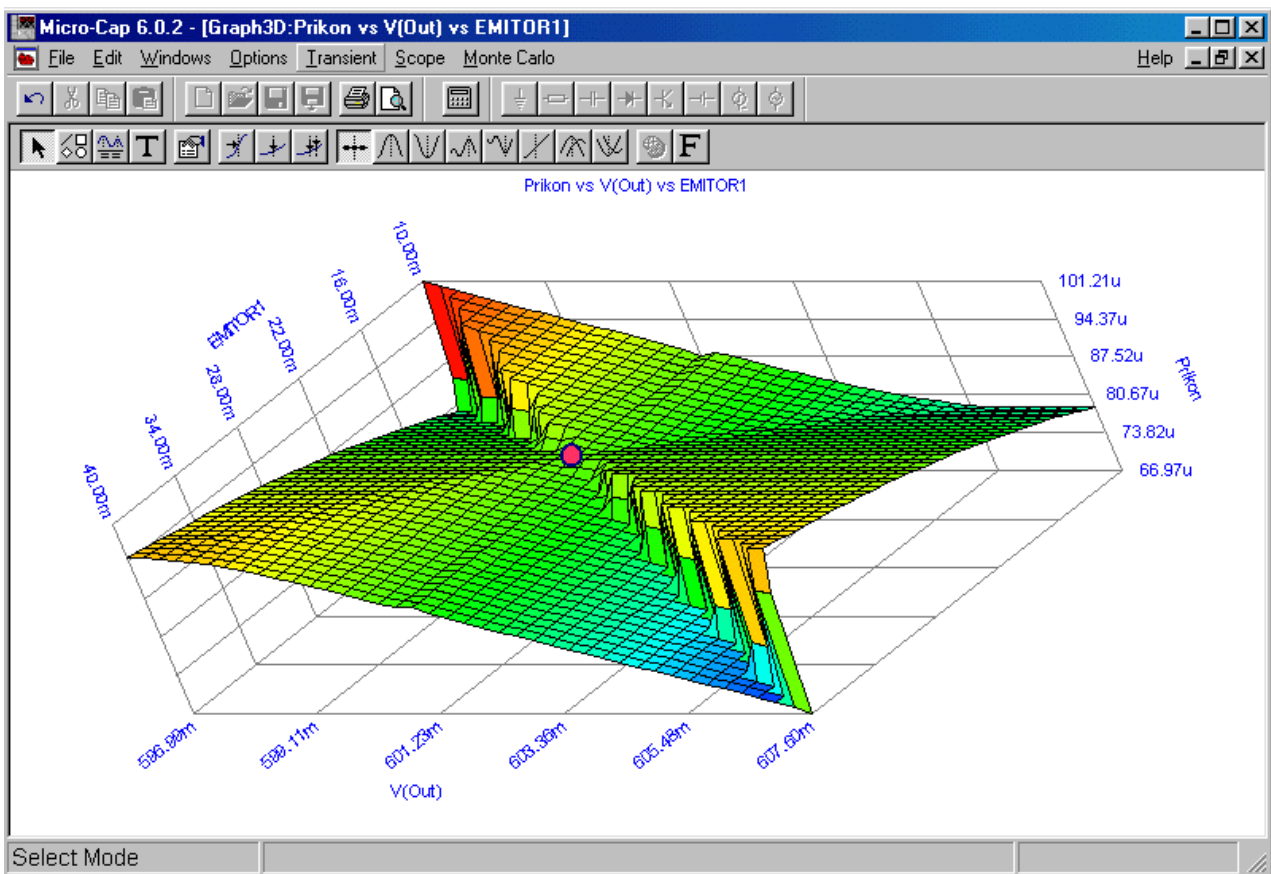 Micro-Cap 6.0.2 - [Graph3D:Prikon vs V(Out) vs EMITOR1]
File Edit Windows Options Transient Scope Monte Carlo Help
T F
Prikon vs V(Out) vs EMITOR1
10.00m
16.00m
22.00m
28.00m
34.00m
40.00m
EMITOR1
101.21u
94.37u
87.52u
80.67u
73.82u
66.97u
Prikon
596.99m
599.11m
601.23m
603.36m
605.48m
607.60m
V(Out)
Select Mode